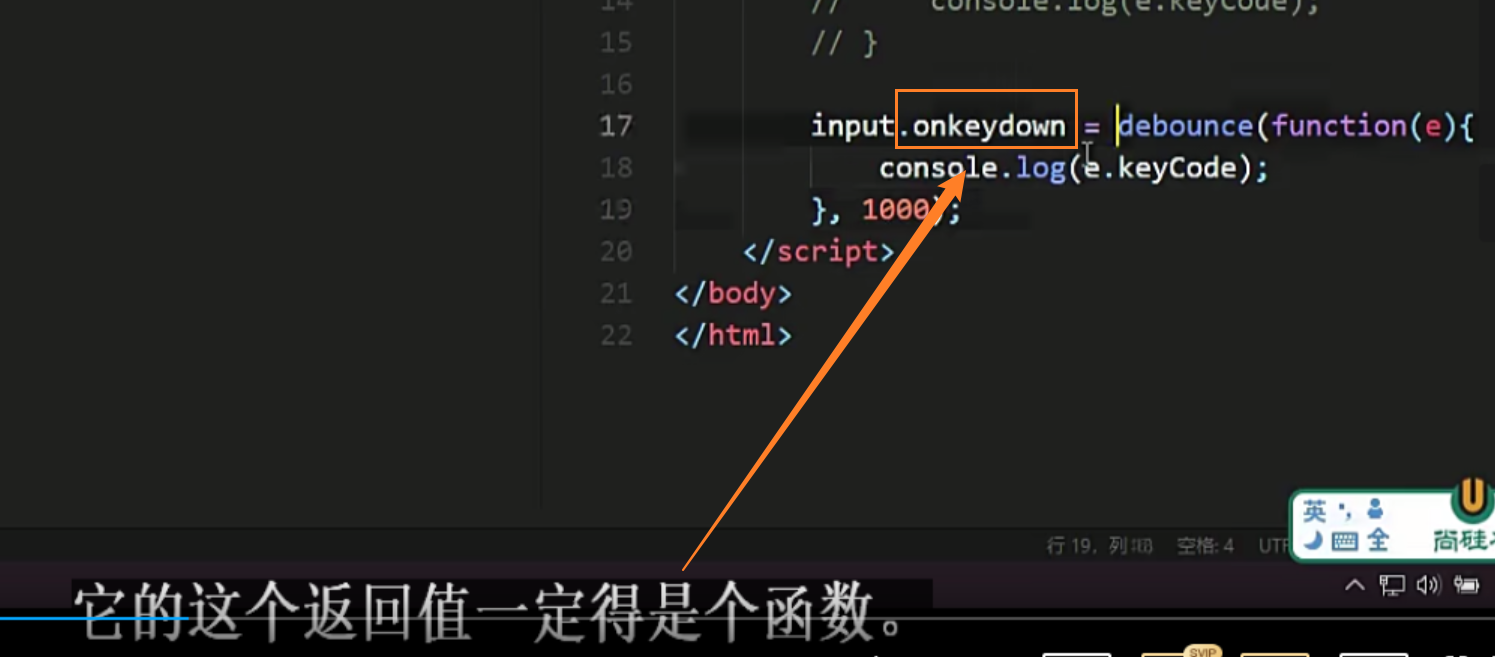 14 // console.log(e.keyCode);
15 // }
16
17 input.onkeydown = debounce(function(e){
18 console.log(e.keyCode);
19 }, 1000);
20 </script>
21 </body>
22 </html>
行 19，列 空格: 4 UTF
英
全
尚硅
它的这个返回值一定得是个函数。
SVIP